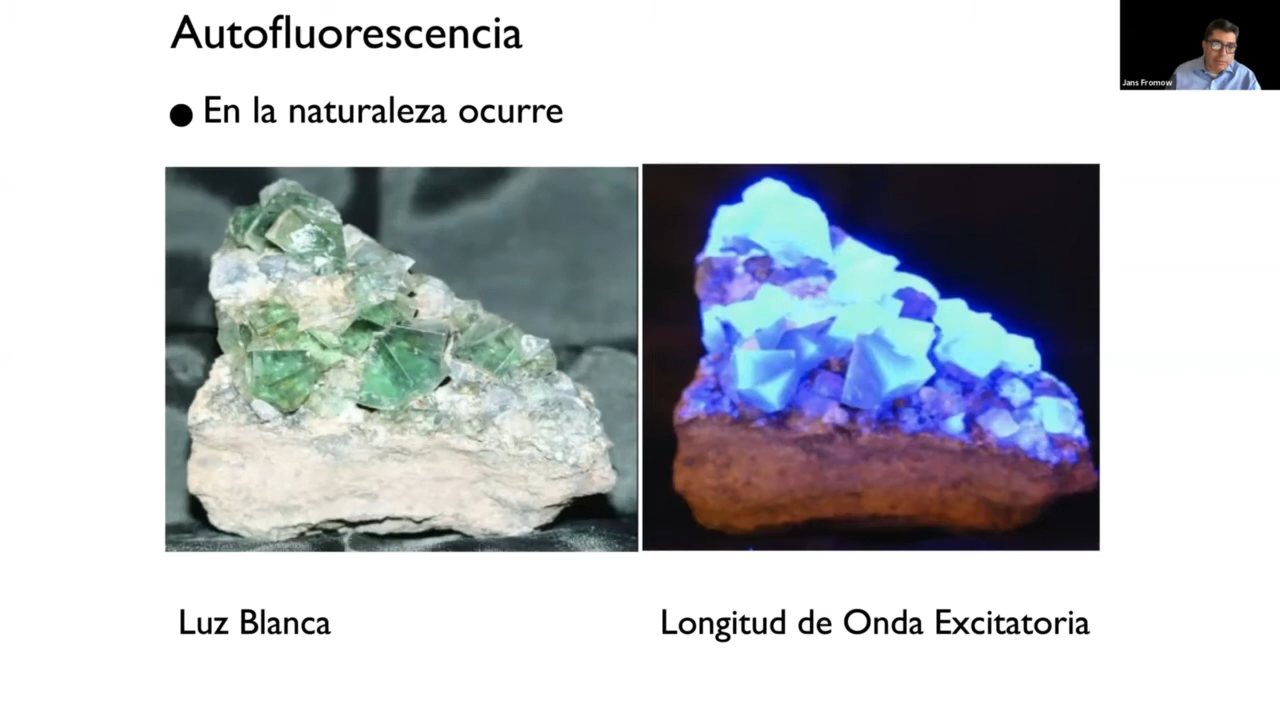 Autofluorescencia
● En la naturaleza ocurre
Jans Fromow
Luz Blanca
Longitud de Onda Excitatoria